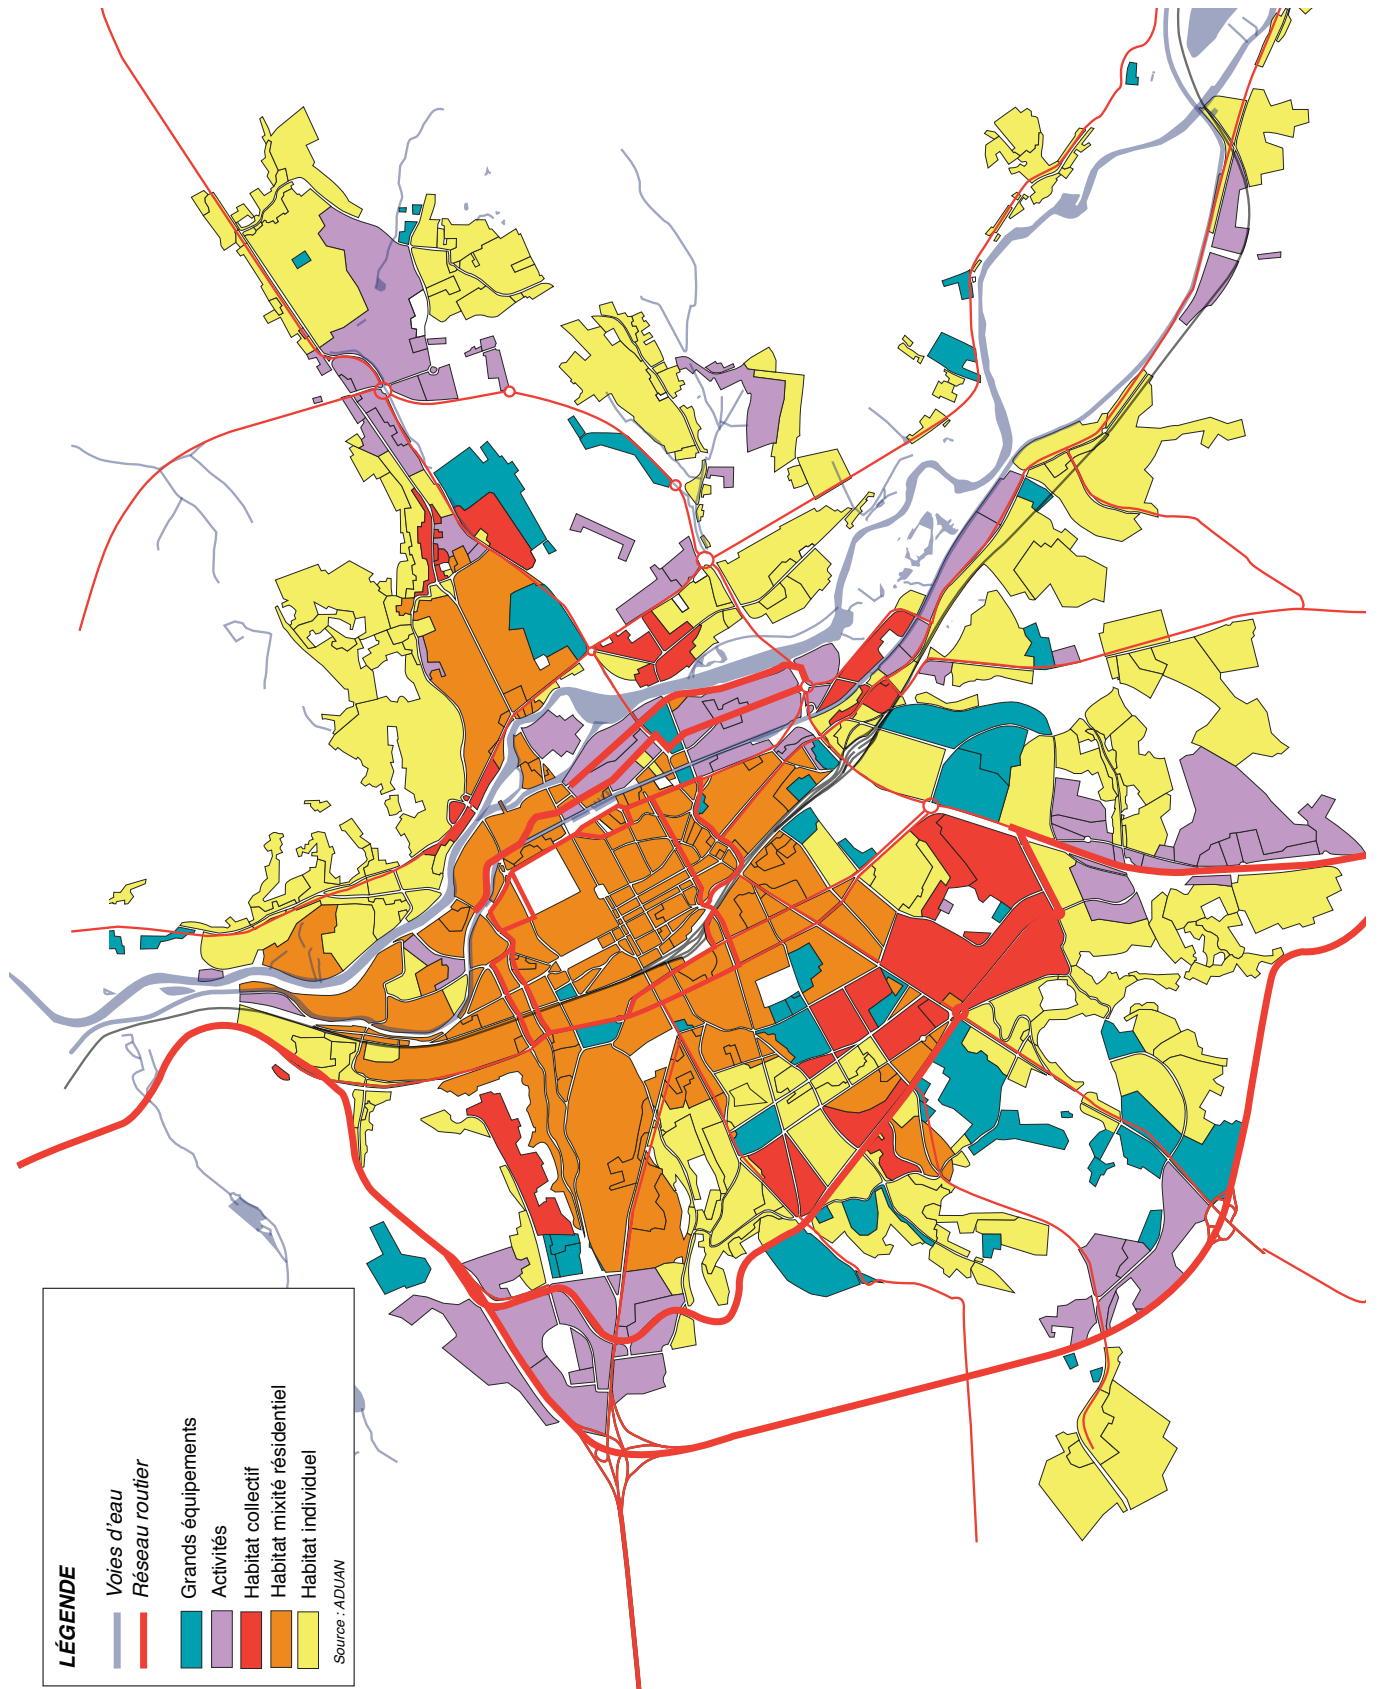 LÉGENDE
Voies d'eau
Réseau routier
Grands équipements
Activités
Habitat collectif
Habitat mixité résidentiel
Habitat individuel
Source : ADUAN